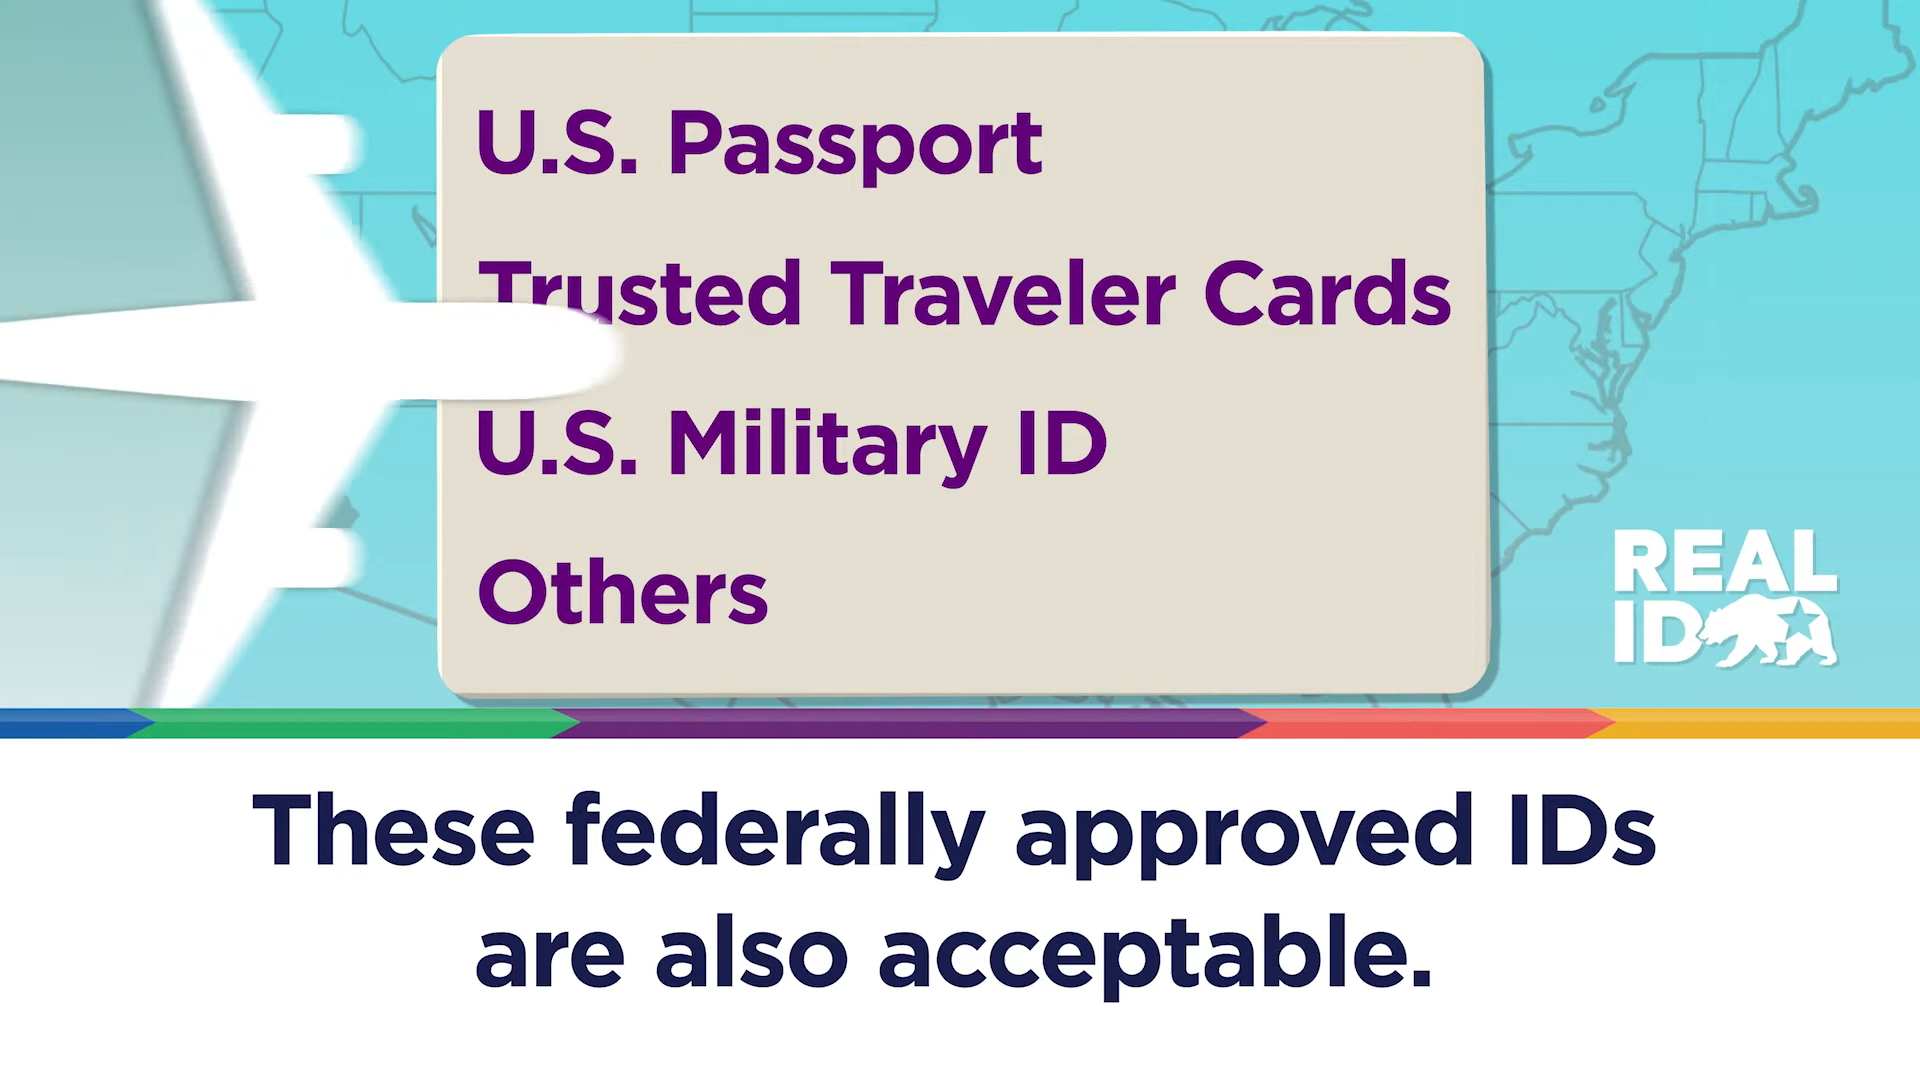 U.S. Passport
Trusted Traveler Cards
U.S. Military ID
Others
REAL
ID
These federally approved IDs
are also acceptable.